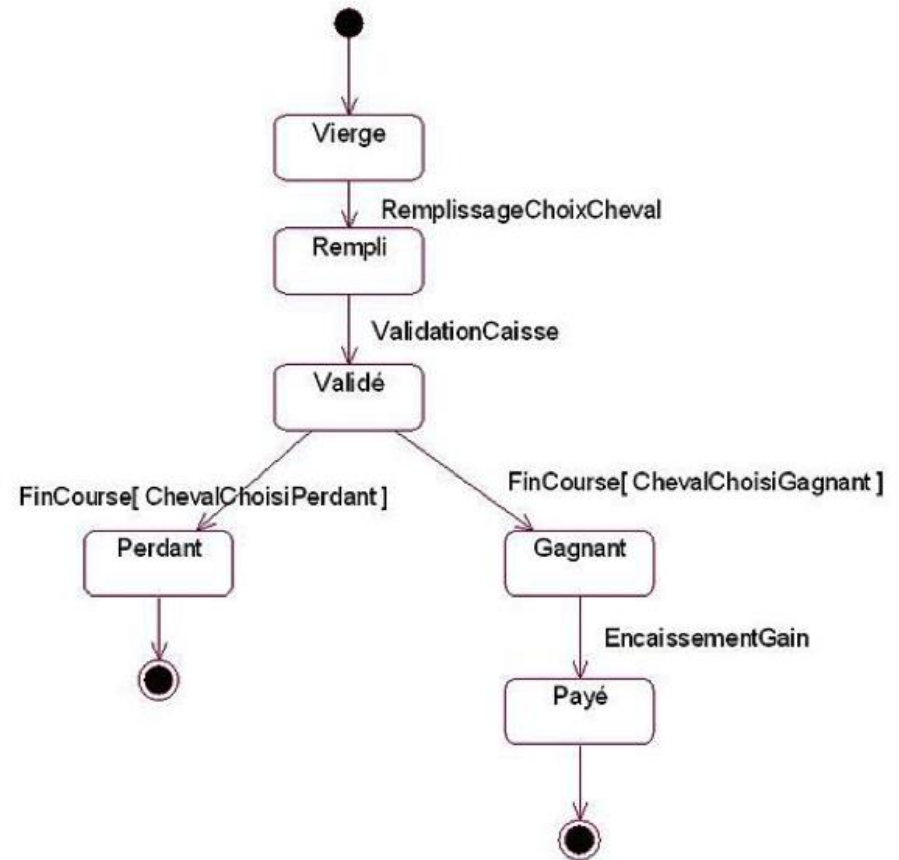 Vierge
RemplissageChoixCheval
Rempli
ValidationCaisse
Validé
FinCourse[ ChevalChoisiPerdant ]
FinCourse[ ChevalChoisiGagnant ]
Perdant
Gagnant
EncaissementGain
Payé